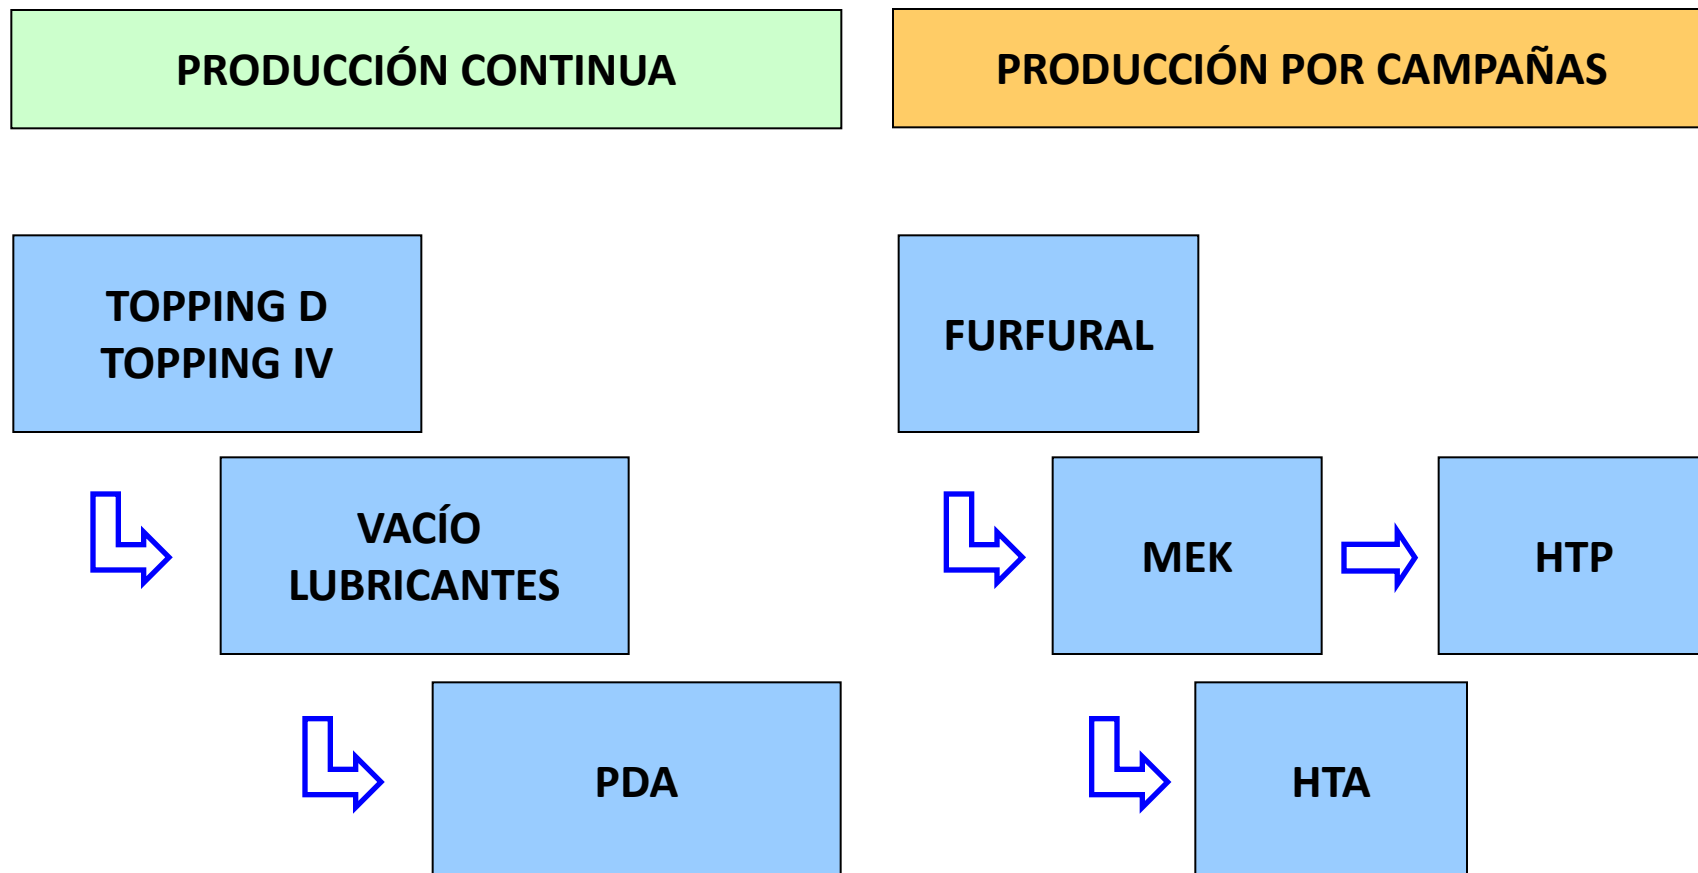 PRODUCCIÓN CONTINUA
PRODUCCIÓN POR CAMPAÑAS
TOPPING D
TOPPING IV
FURFURAL
VACÍO
LUBRICANTES
MEK
HTP
PDA
HTA